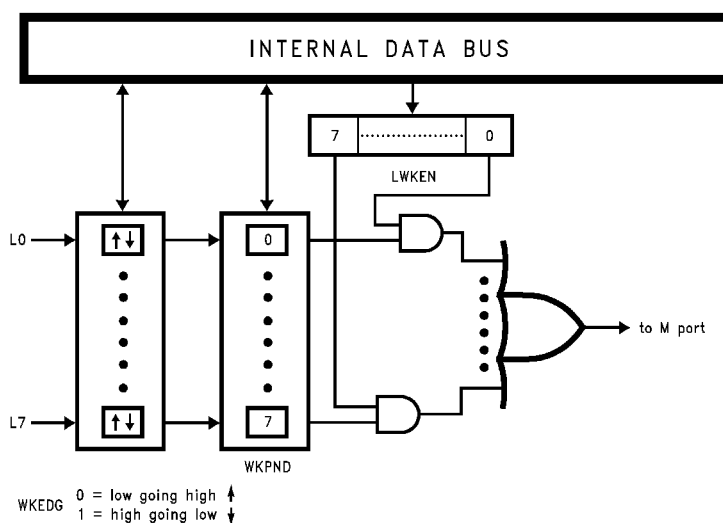 INTERNAL DATA BUS
7 0
LWKEN
L0 0
to M port
L7 7
WKPND
WKEDG 0 = low going high
1 = high going low